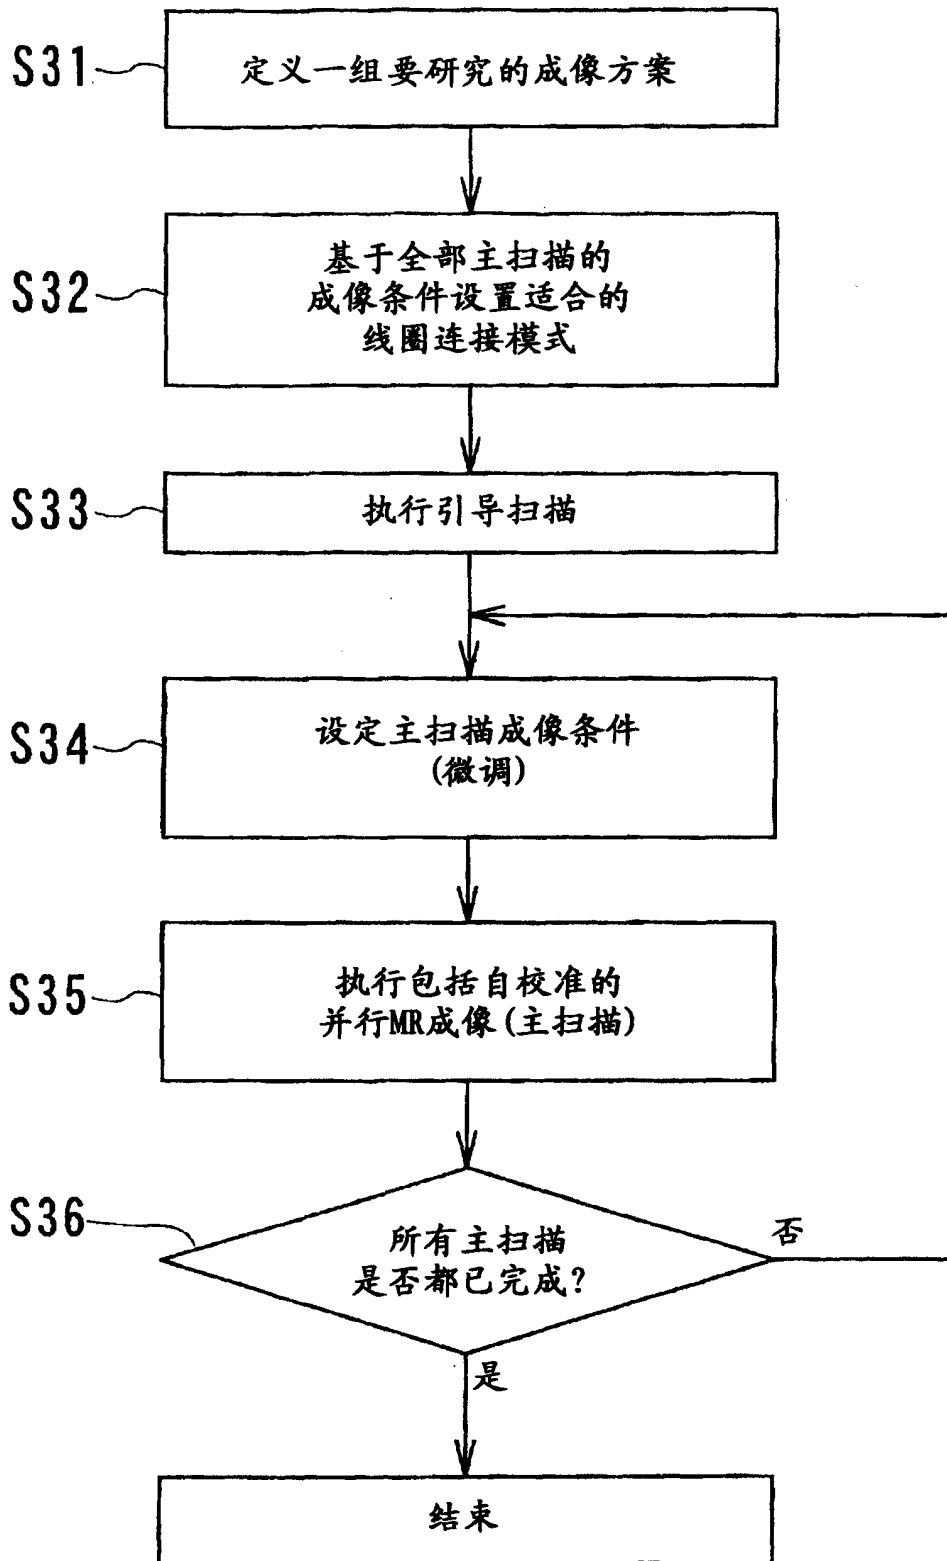 S31
定义一组要研究的成像方案
S32
基于全部主扫描的
成像条件设置适合的
线圈连接模式
S33
执行引导扫描
S34
设定主扫描成像条件
(微调)
S35
执行包括自校准的
并行MR成像(主扫描)
S36
所有主扫描
是否都已完成?
否
是
结束